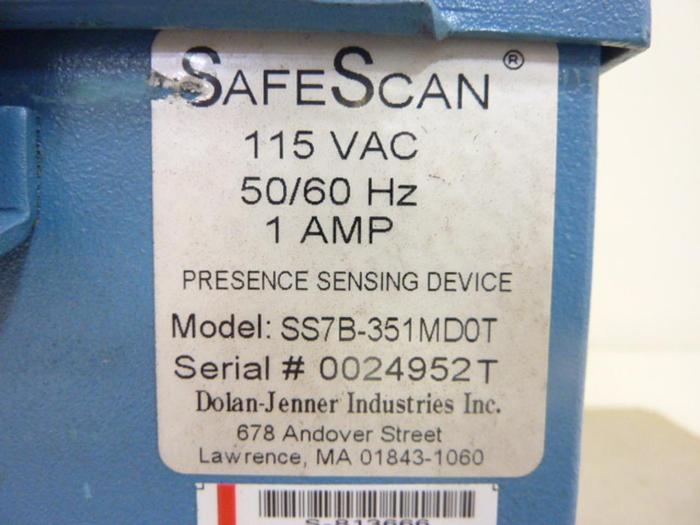 SAFESCAN ®
115 VAC
50/60 Hz
1 AMP
PRESENCE SENSING DEVICE
Model: SS7B-351MD0T
Serial # 0024952T
Dolan-Jenner Industries Inc.
678 Andover Street
Lawrence, MA 01843-1060
S-813666